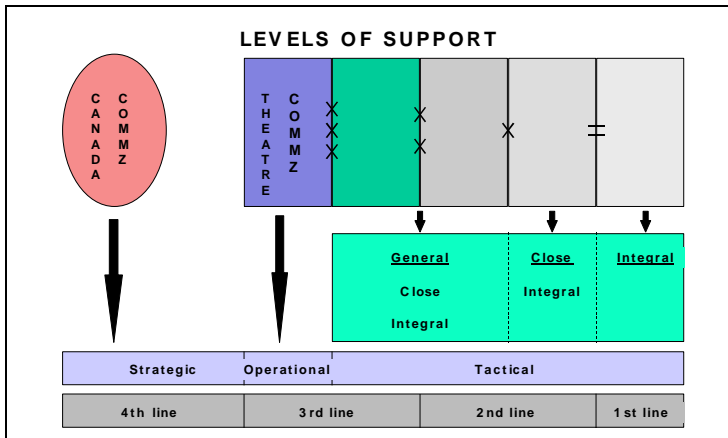 LEVELS OF SUPPORT
CANADA
COMMZ
THEATRE
COMMZ
General
Close
Integral
Close
Integral
Integral
Strategic
Operational
Tactical
4th line
3rd line
2nd line
1st line